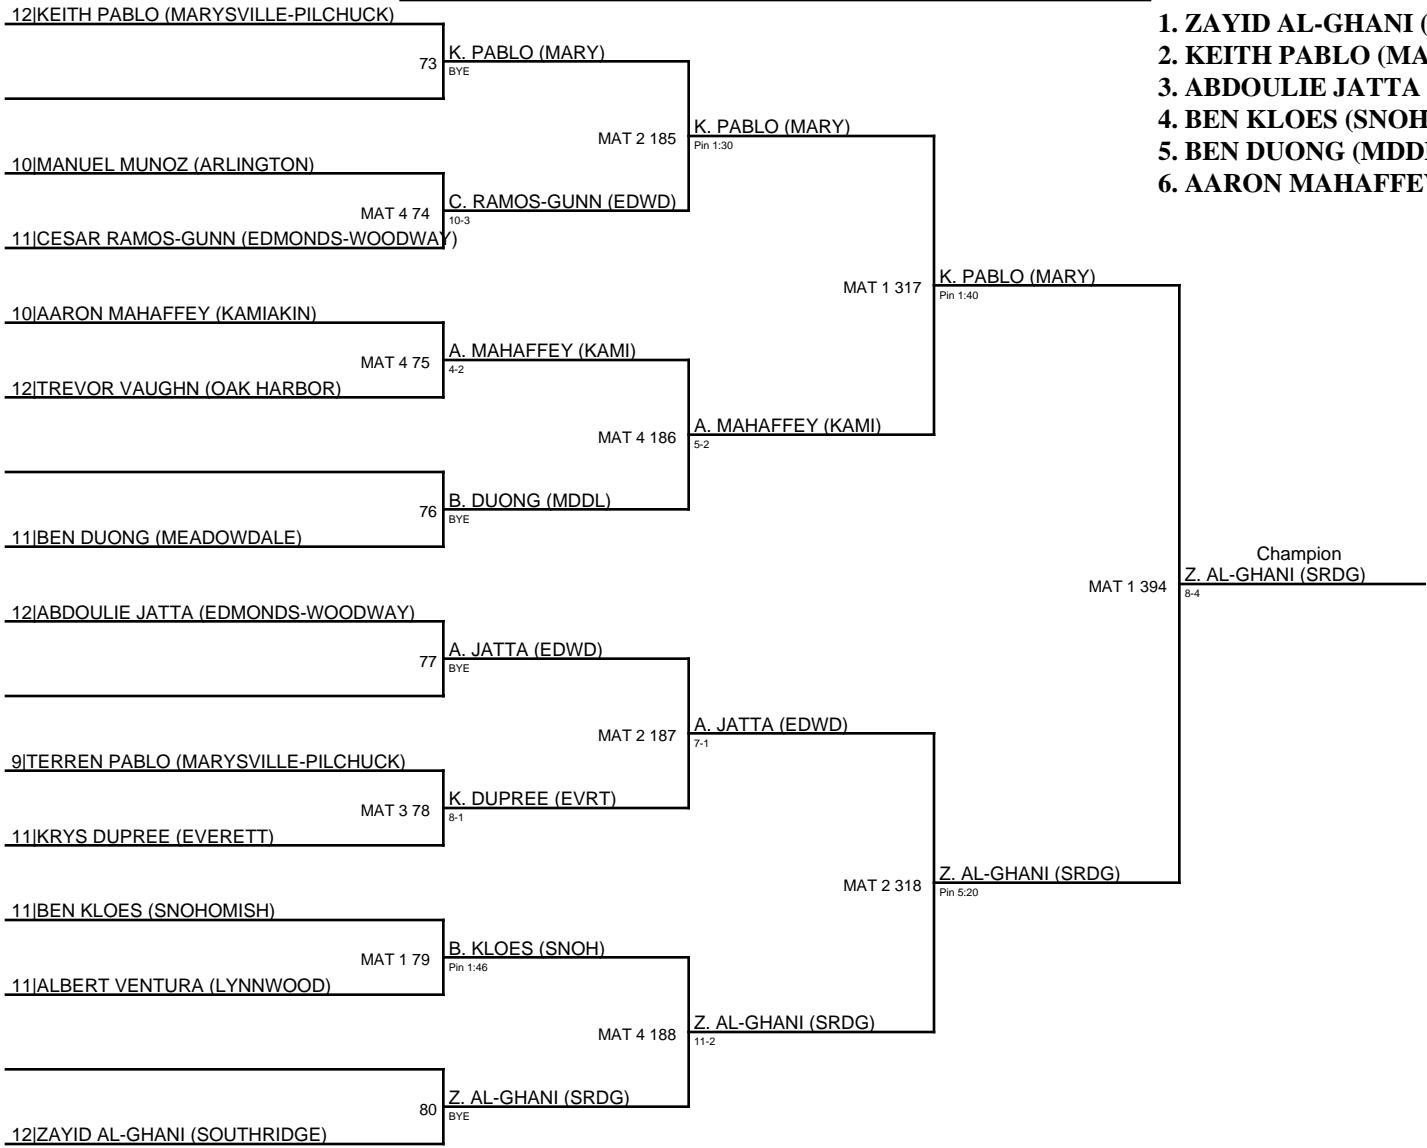 12|KEITH PABLO (MARYSVILLE-PILCHUCK)
73
K. PABLO (MARY)
BYE
MAT 2 185
K. PABLO (MARY)
Pin 1:30
10|MANUEL MUNOZ (ARLINGTON)
MAT 4 74
C. RAMOS-GUNN (EDWD)
10-3
11|CESAR RAMOS-GUNN (EDMONDS-WOODWAY)
MAT 1 317
K. PABLO (MARY)
Pin 1:40
10|AARON MAHAFFEY (KAMIAKIN)
MAT 4 75
A. MAHAFFEY (KAMI)
4-2
12|TREVOR VAUGHN (OAK HARBOR)
MAT 4 186
A. MAHAFFEY (KAMI)
5-2
76
B. DUONG (MDDL)
BYE
11|BEN DUONG (MEADOWDALE)
MAT 1 394
Champion
Z. AL-GHANI (SRDG)
8-4
12|ABDOULIE JATTA (EDMONDS-WOODWAY)
77
A. JATTA (EDWD)
BYE
MAT 2 187
A. JATTA (EDWD)
7-1
9|TERREN PABLO (MARYSVILLE-PILCHUCK)
MAT 3 78
K. DUPREE (EVRT)
8-1
11|KRYS DUPREE (EVERETT)
MAT 2 318
Z. AL-GHANI (SRDG)
Pin 5:20
11|BEN KLOES (SNOHOMISH)
MAT 1 79
B. KLOES (SNOH)
Pin 1:46
11|ALBERT VENTURA (LYNNWOOD)
MAT 4 188
Z. AL-GHANI (SRDG)
11-2
80
Z. AL-GHANI (SRDG)
BYE
12|ZAYID AL-GHANI (SOUTHRIDGE)
1. ZAYID AL-GHANI (
2. KEITH PABLO (MA
3. ABDOULIE JATTA
4. BEN KLOES (SNOH
5. BEN DUONG (MDD
6. AARON MAHAFFEY